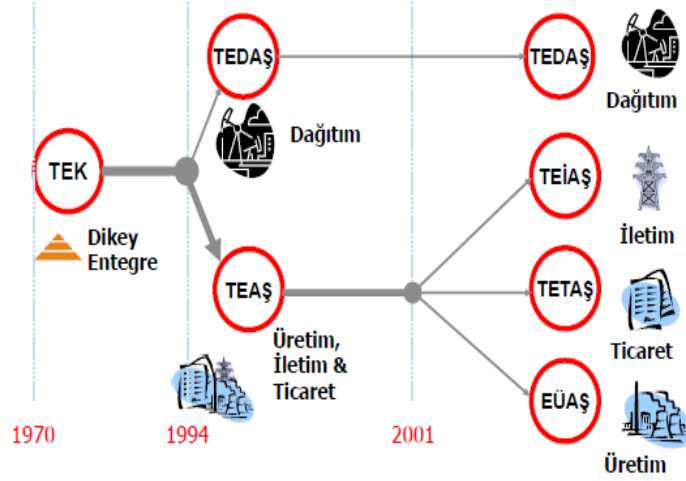 TEDAŞ
TEDAŞ
Dağıtım
Dağıtım
TEK
Dikey
Entegre
TEİAŞ
İletim
TEAŞ
Üretim,
İletim &
Ticaret
TETAŞ
Ticaret
EÜAŞ
Üretim
1970
1994
2001